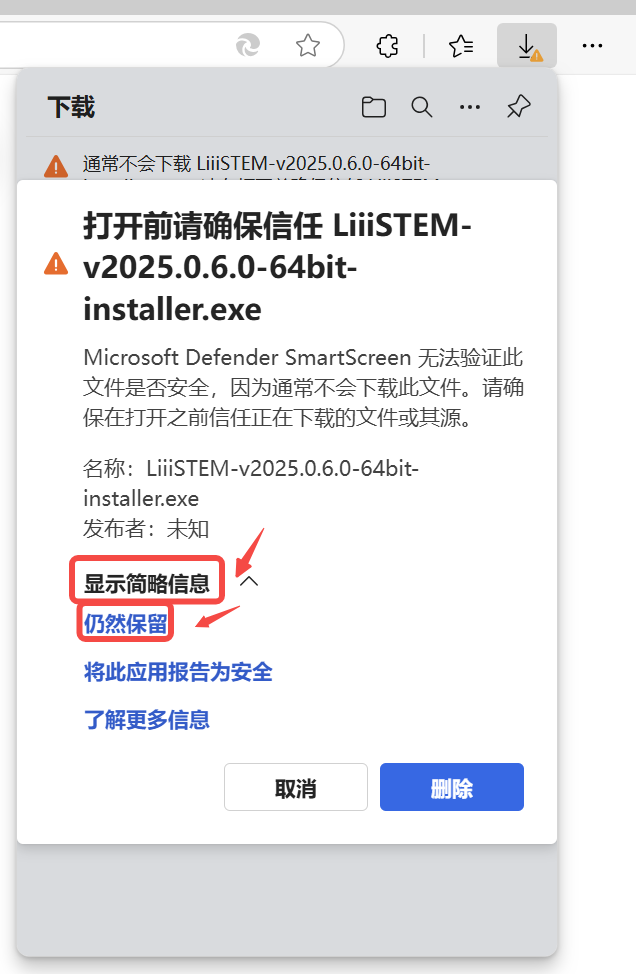 下载
通常不会下载 LiiiSTEM-v2025.0.6.0-64bit-
打开前请确保信任 LiiiSTEM-
v2025.0.6.0-64bit-
installer.exe
Microsoft Defender SmartScreen 无法验证此
文件是否安全，因为通常不会下载此文件。请确
保在打开之前信任正在下载的文件或其源。
名称：LiiiSTEM-v2025.0.6.0-64bit-
installer.exe
发布者：未知
显示简略信息
仍然保留
将此应用报告为安全
了解更多信息
取消
删除